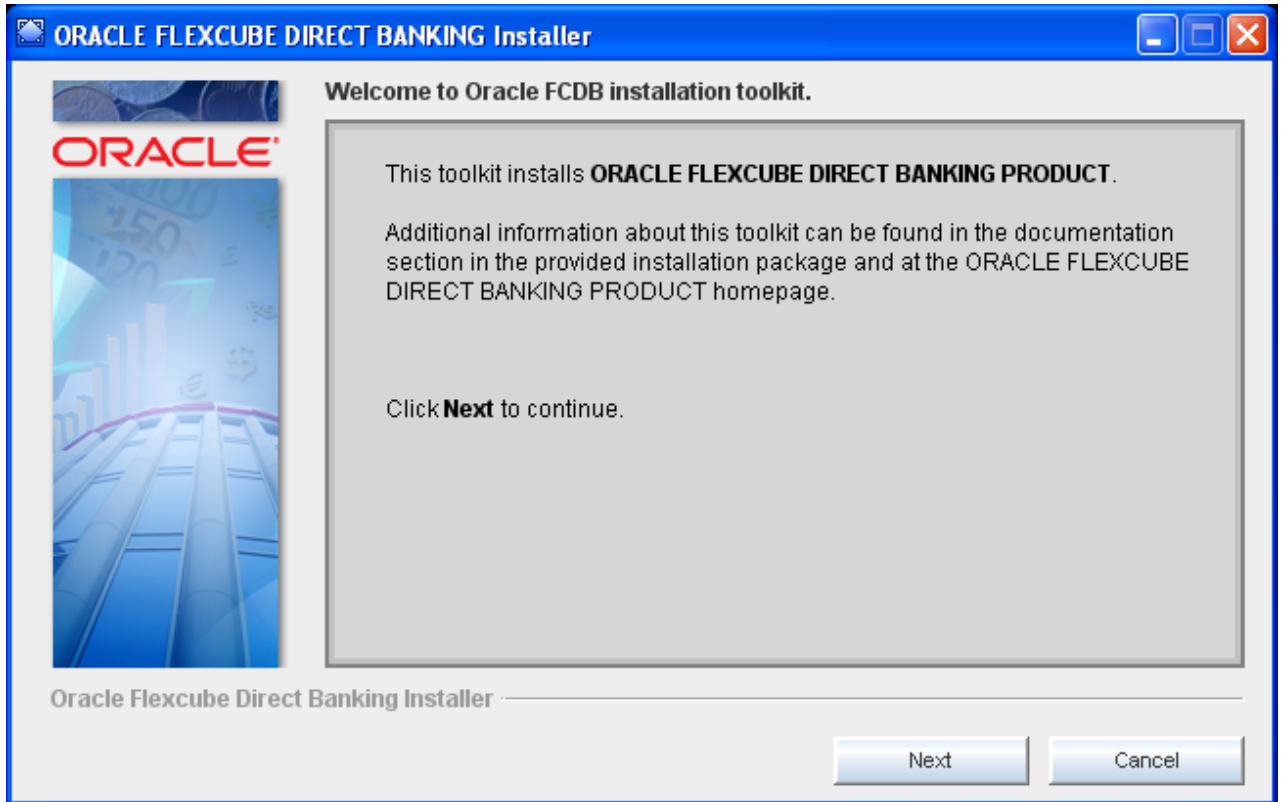 ORACLE FLEXCUBE DIRECT BANKING Installer
Welcome to Oracle FCDB installation toolkit.
ORACLE
This toolkit installs ORACLE FLEXCUBE DIRECT BANKING PRODUCT.
Additional information about this toolkit can be found in the documentation
section in the provided installation package and at the ORACLE FLEXCUBE
DIRECT BANKING PRODUCT homepage.
Click Next to continue.
Oracle Flexcube Direct Banking Installer
Next
Cancel